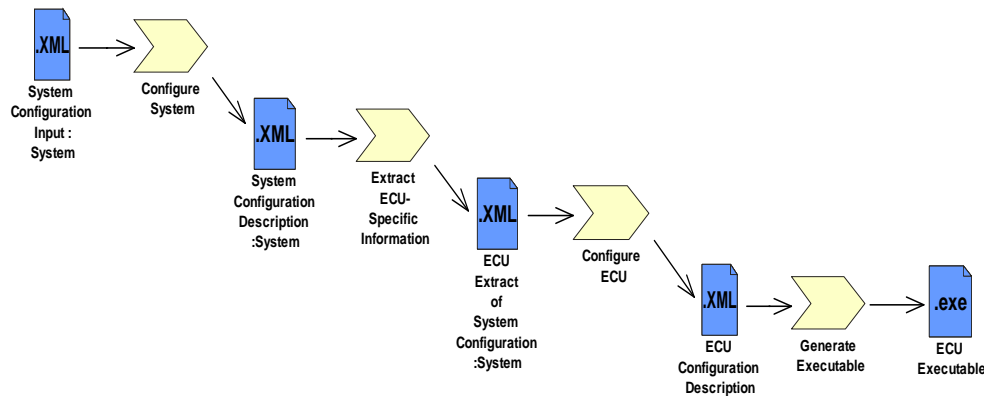 .XML
System
Configuration
Input :
System
Configure
System
.XML
System
Configuration
Description
:System
Extract
ECU-
Specific
Information
.XML
ECU
Extract
of
System
Configuration
:System
Configure
ECU
.XML
ECU
Configuration
Description
Generate
Executable
.exe
ECU
Executable